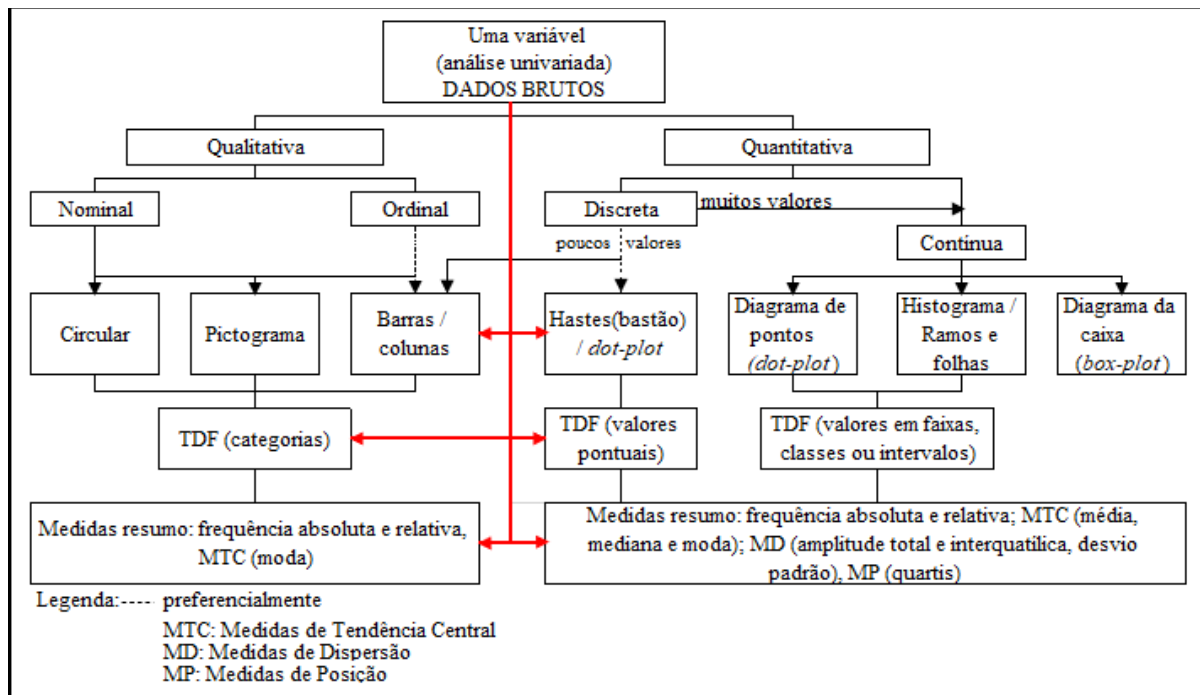 Uma variável
(análise univariada)
DADOS BRUTOS
Qualitativa
Quantitativa
Nominal
Ordinal
Discreta
muitos valores
poucos valores
Contínua
Circular
Pictograma
Barras /
colunas
Hastes(bastão)
/ dot-plot
Diagrama de
pontos
(dot-plot)
Histograma /
Ramos e
folhas
Diagrama da
caixa
(box-plot)
TDF (categorias)
TDF (valores
pontuais)
TDF (valores em faixas,
classes ou intervalos)
Medidas resumo: frequência absoluta e relativa,
MTC (moda)
Medidas resumo: frequência absoluta e relativa; MTC (média,
mediana e moda); MD (amplitude total e interquatílica, desvio
padrão), MP (quartis)
Legenda:---- preferencialmente
MTC: Medidas de Tendência Central
MD: Medidas de Dispersão
MP: Medidas de Posição